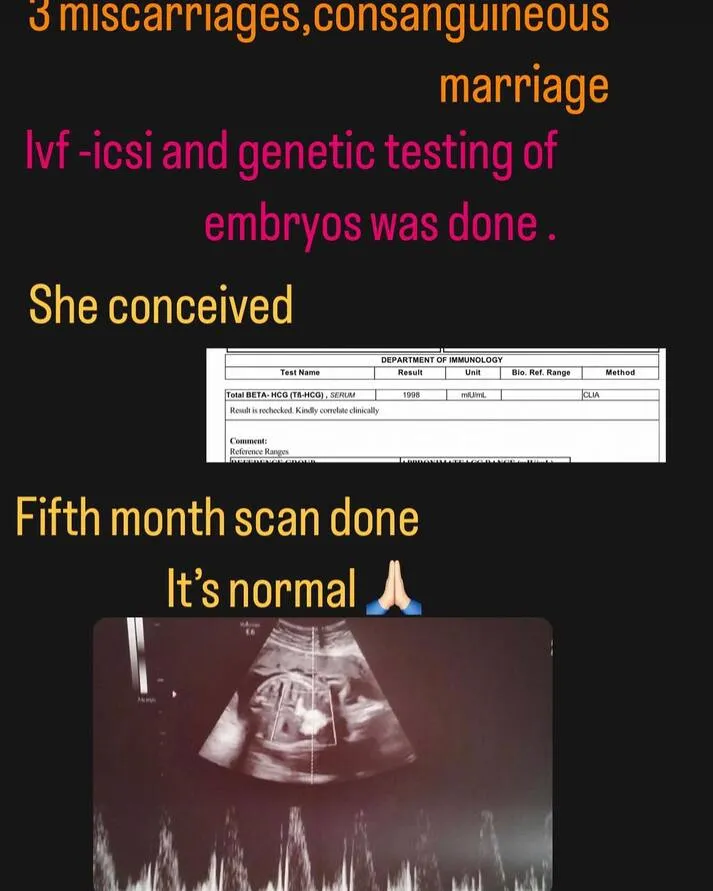 3 miscarriages,consanguineous
marriage
Ivf -icsi and genetic testing of
embryos was done .
She conceived
DEPARTMENT OF IMMUNOLOGY
Test Name Result Unit Bio. Ref. Range Method
Total BETA- HCG (Tß-HCG) , SERUM 1998 mIU/mL CLIA
Result is rechecked. Kindly correlate clinically
Comment:
Reference Ranges
REFERENCE GROUP
Fifth month scan done
It's normal 🙏🏻